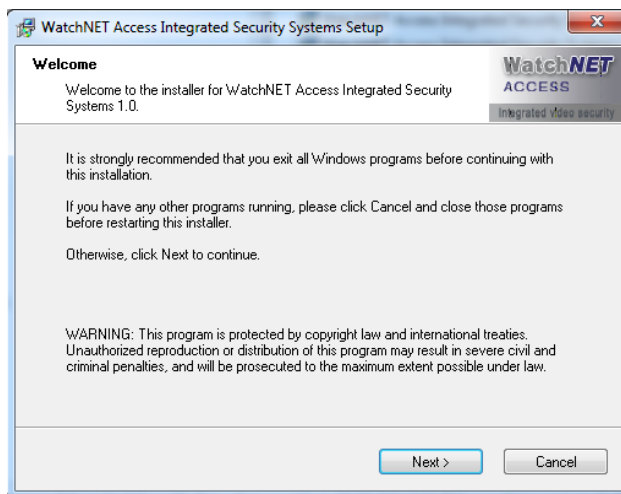 WatchNET Access Integrated Security Systems Setup
Welcome
Welcome to the installer for WatchNET Access Integrated Security
Systems 1.0.
WatchNET
ACCESS
Integrated video security
It is strongly recommended that you exit all Windows programs before continuing with
this installation.
If you have any other programs running, please click Cancel and close those programs
before restarting this installer.
Otherwise, click Next to continue.
WARNING: This program is protected by copyright law and international treaties.
Unauthorized reproduction or distribution of this program may result in severe civil and
criminal penalties, and will be prosecuted to the maximum extent possible under law.
Next >
Cancel